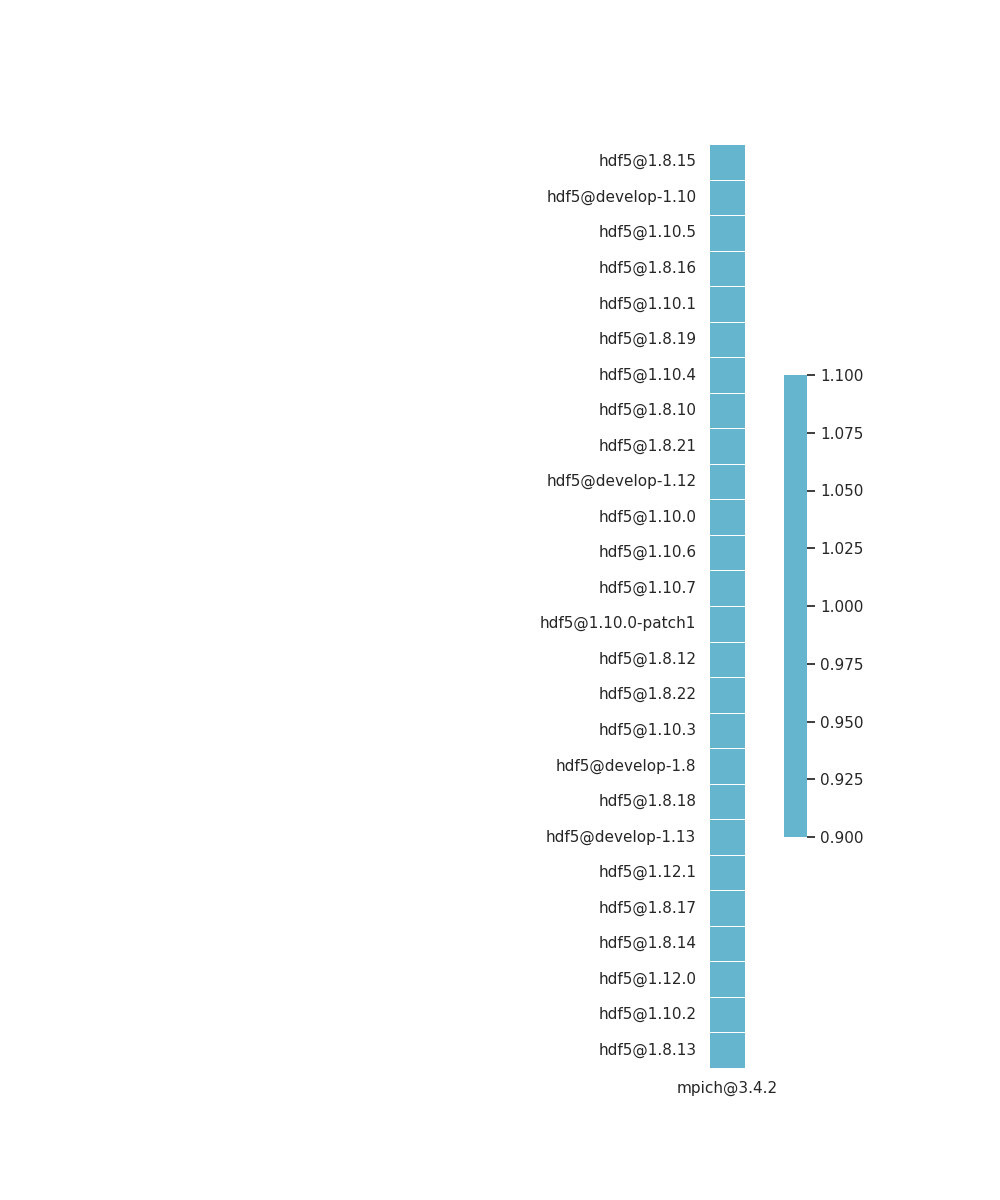 hdf5@1.8.15
hdf5@develop-1.10
hdf5@1.10.5
hdf5@1.8.16
hdf5@1.10.1
hdf5@1.8.19
hdf5@1.10.4
hdf5@1.8.10
hdf5@1.8.21
hdf5@develop-1.12
hdf5@1.10.0
hdf5@1.10.6
hdf5@1.10.7
hdf5@1.10.0-patch1
hdf5@1.8.12
hdf5@1.8.22
hdf5@1.10.3
hdf5@develop-1.8
hdf5@1.8.18
hdf5@develop-1.13
hdf5@1.12.1
hdf5@1.8.17
hdf5@1.8.14
hdf5@1.12.0
hdf5@1.10.2
hdf5@1.8.13
mpich@3.4.2
1.100
1.075
1.050
1.025
1.000
0.975
0.950
0.925
0.900